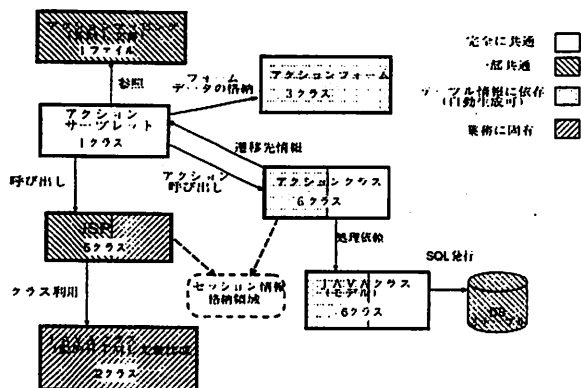 1ファイル
参照
フォーム
データの格納
アクションフォーム
3クラス
完全に共通
一部共通
テーブル情報に依存
(自動生成可)
業務に固有
アクション
サーブレット
1クラス
遷移先情報
アクション
呼び出し
呼び出し
アクションクラス
6クラス
JSP
5クラス
処理依頼
セッション情報
格納領域
JAVAクラス
(モデル)
6クラス
SQL発行
DB
クラス利用
2クラス